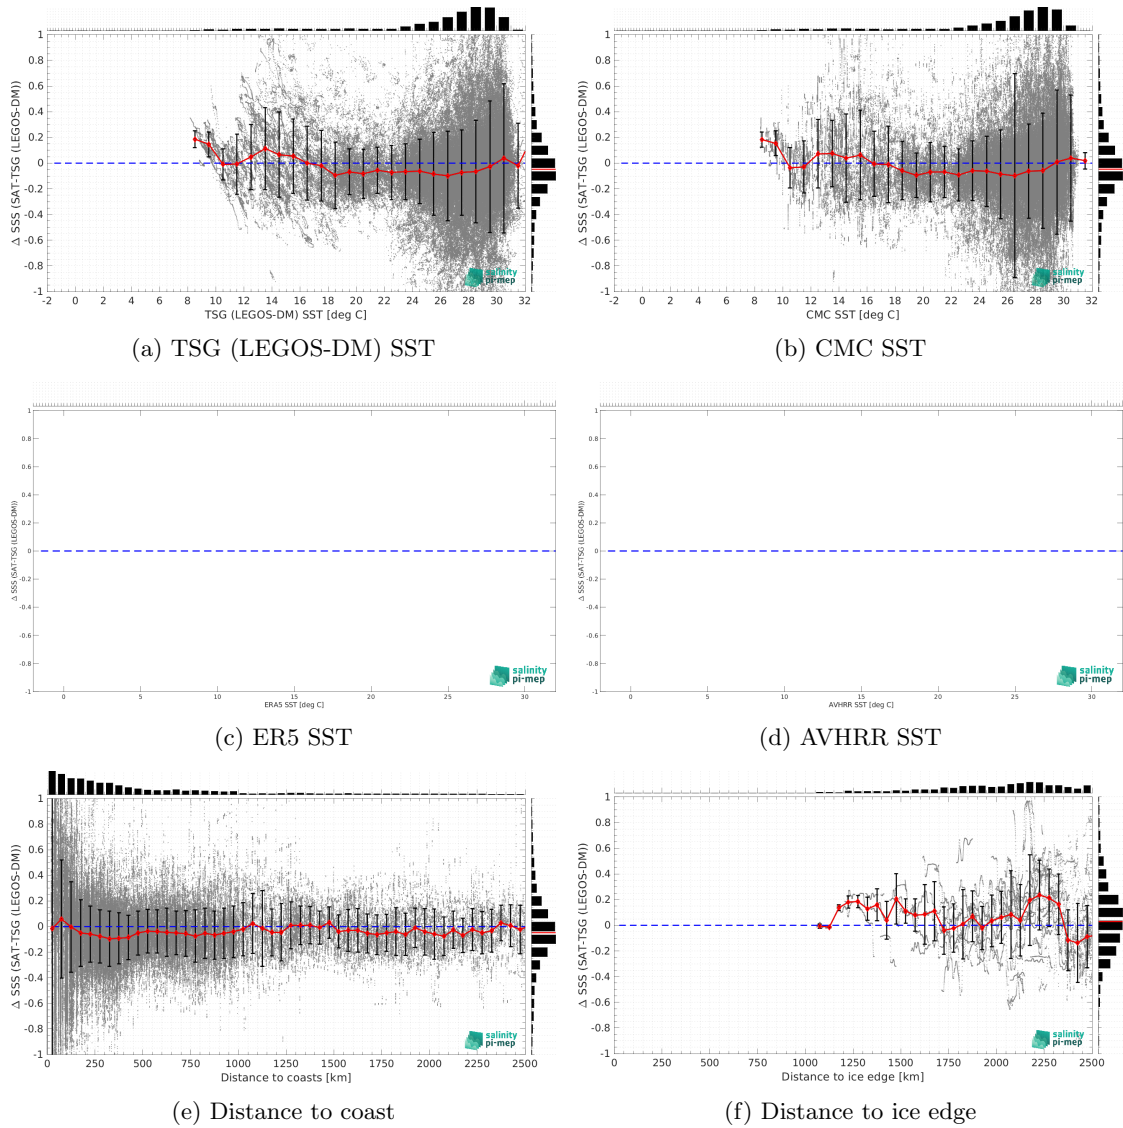 1
0.8
0.6
0.4
0.2
0
-0.2
-0.4
-0.6
-0.8
-1
Δ SSS (SAT-TSG (LEGOS-DM))
salinity
pi-mep
-2 0 2 4 6 8 10 12 14 16 18 20 22 24 26 28 30 32
TSG (LEGOS-DM) SST [deg C]
(a) TSG (LEGOS-DM) SST
1
0.8
0.6
0.4
0.2
0
-0.2
-0.4
-0.6
-0.8
-1
Δ SSS (SAT-TSG (LEGOS-DM))
salinity
pi-mep
-2 0 2 4 6 8 10 12 14 16 18 20 22 24 26 28 30 32
CMC SST [deg C]
(b) CMC SST
1
0.8
0.6
0.4
0.2
0
-0.2
-0.4
-0.6
-0.8
-1
Δ SSS (SAT-TSG (LEGOS-DM))
salinity
pi-mep
0 5 10 15 20 25 30
ERA5 SST [deg C]
(c) ER5 SST
1
0.8
0.6
0.4
0.2
0
-0.2
-0.4
-0.6
-0.8
-1
Δ SSS (SAT-TSG (LEGOS-DM))
salinity
pi-mep
0 5 10 15 20 25 30
AVHRR SST [deg C]
(d) AVHRR SST
1
0.8
0.6
0.4
0.2
0
-0.2
-0.4
-0.6
-0.8
-1
Δ SSS (SAT-TSG (LEGOS-DM))
salinity
pi-mep
0 250 500 750 1000 1250 1500 1750 2000 2250 2500
Distance to coasts [km]
(e) Distance to coast
1
0.8
0.6
0.4
0.2
0
-0.2
-0.4
-0.6
-0.8
-1
Δ SSS (SAT-TSG (LEGOS-DM))
salinity
pi-mep
0 250 500 750 1000 1250 1500 1750 2000 2250 2500
Distance to ice edge [km]
(f) Distance to ice edge